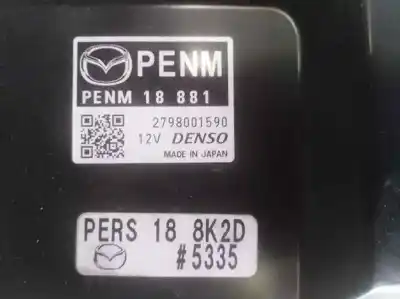 PENM
PENM 18 881
2798001590
12V DENSO
MADE IN JAPAN
PERS 18 8K2D
#5335